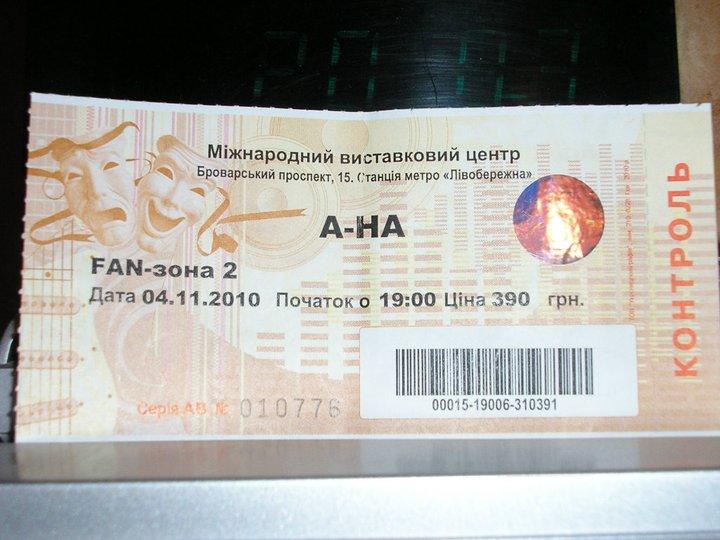 Міжнародний виставковий центр
Броварський проспект, 15. Станція метро «Лівобережна»
A-HA
FAN-зона 2
Дата 04.11.2010 Початок о 19:00 Ціна 390 грн.
00015-19006-310391
Серія АВ № 010776
КОНТРОЛЬ